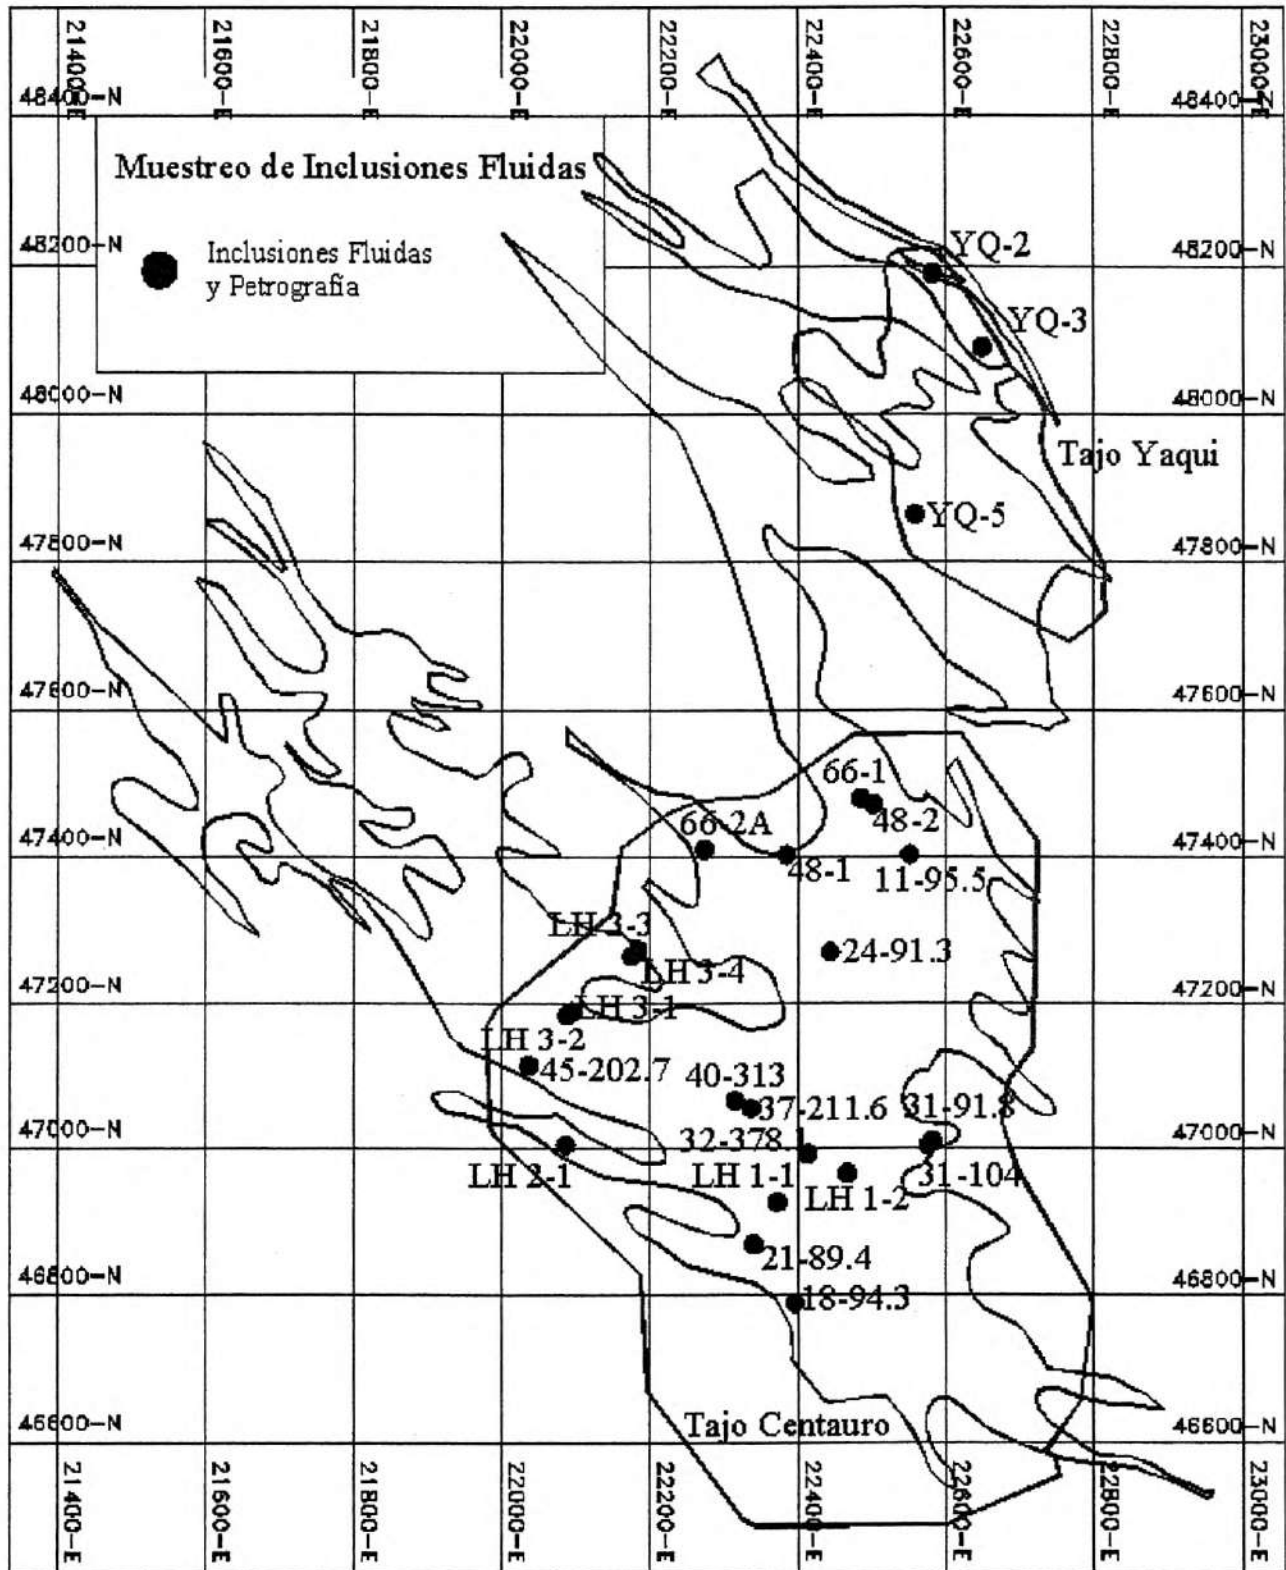 21400-E
21600-E
21800-E
22000-E
22200-E
22400-E
22600-E
22800-E
23000-E
48400-N
48400-N
Muestreo de Inclusiones Fluidas
Inclusiones Fluidas
y Petrografía
48200-N
48200-N
YQ-2
YQ-3
48000-N
48000-N
Tajo Yaqui
YQ-5
47800-N
47800-N
47600-N
47600-N
66-1
66-2A
48-2
47400-N
47400-N
48-1
11-95.5
LH 3-3
24-91.3
LH 3-4
47200-N
47200-N
LH 3-1
LH 3-2
45-202.7
40-313
37-211.6
31-91.8
47000-N
47000-N
32-378.1
LH 2-1
LH 1-1
31-104
LH 1-2
21-89.4
46800-N
46800-N
18-94.3
46600-N
46600-N
Tajo Centauro
21400-E
21600-E
21800-E
22000-E
22200-E
22400-E
22600-E
22800-E
23000-E